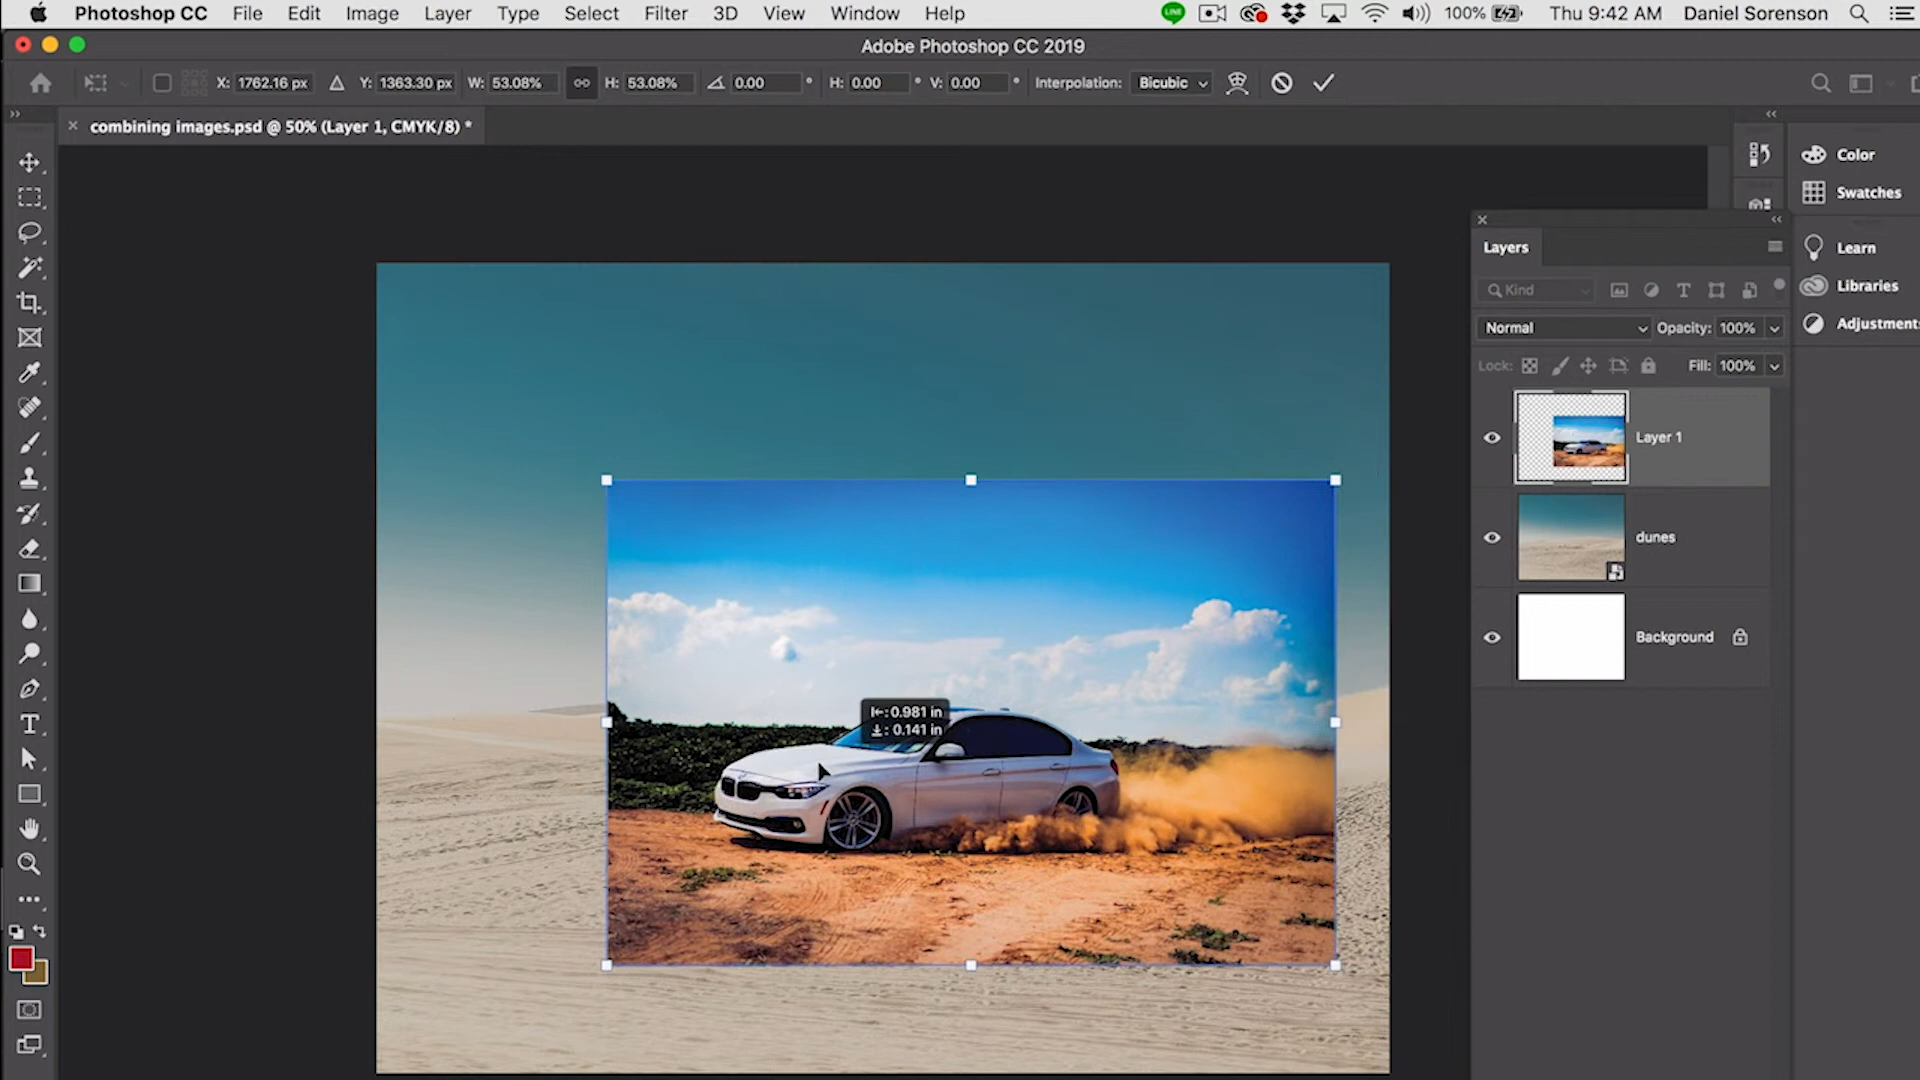 Photoshop CC File Edit Image Layer Type Select Filter 3D View Window Help LINE 100% Thu 9:42 AM Daniel Sorenson
Adobe Photoshop CC 2019
X: 1762.16 px Δ Y: 1363.30 px W: 53.08% H: 53.08% 0.00 ° H: 0.00 ° V: 0.00 ° Interpolation: Bicubic
× combining images.psd @ 50% (Layer 1, CMYK/8) *
Color
Swatches
Layers
Learn
Kind
Libraries
Normal Opacity: 100%
Adjustments
Lock: Fill: 100%
Layer 1
dunes
Background
0.981 in
0.141 in